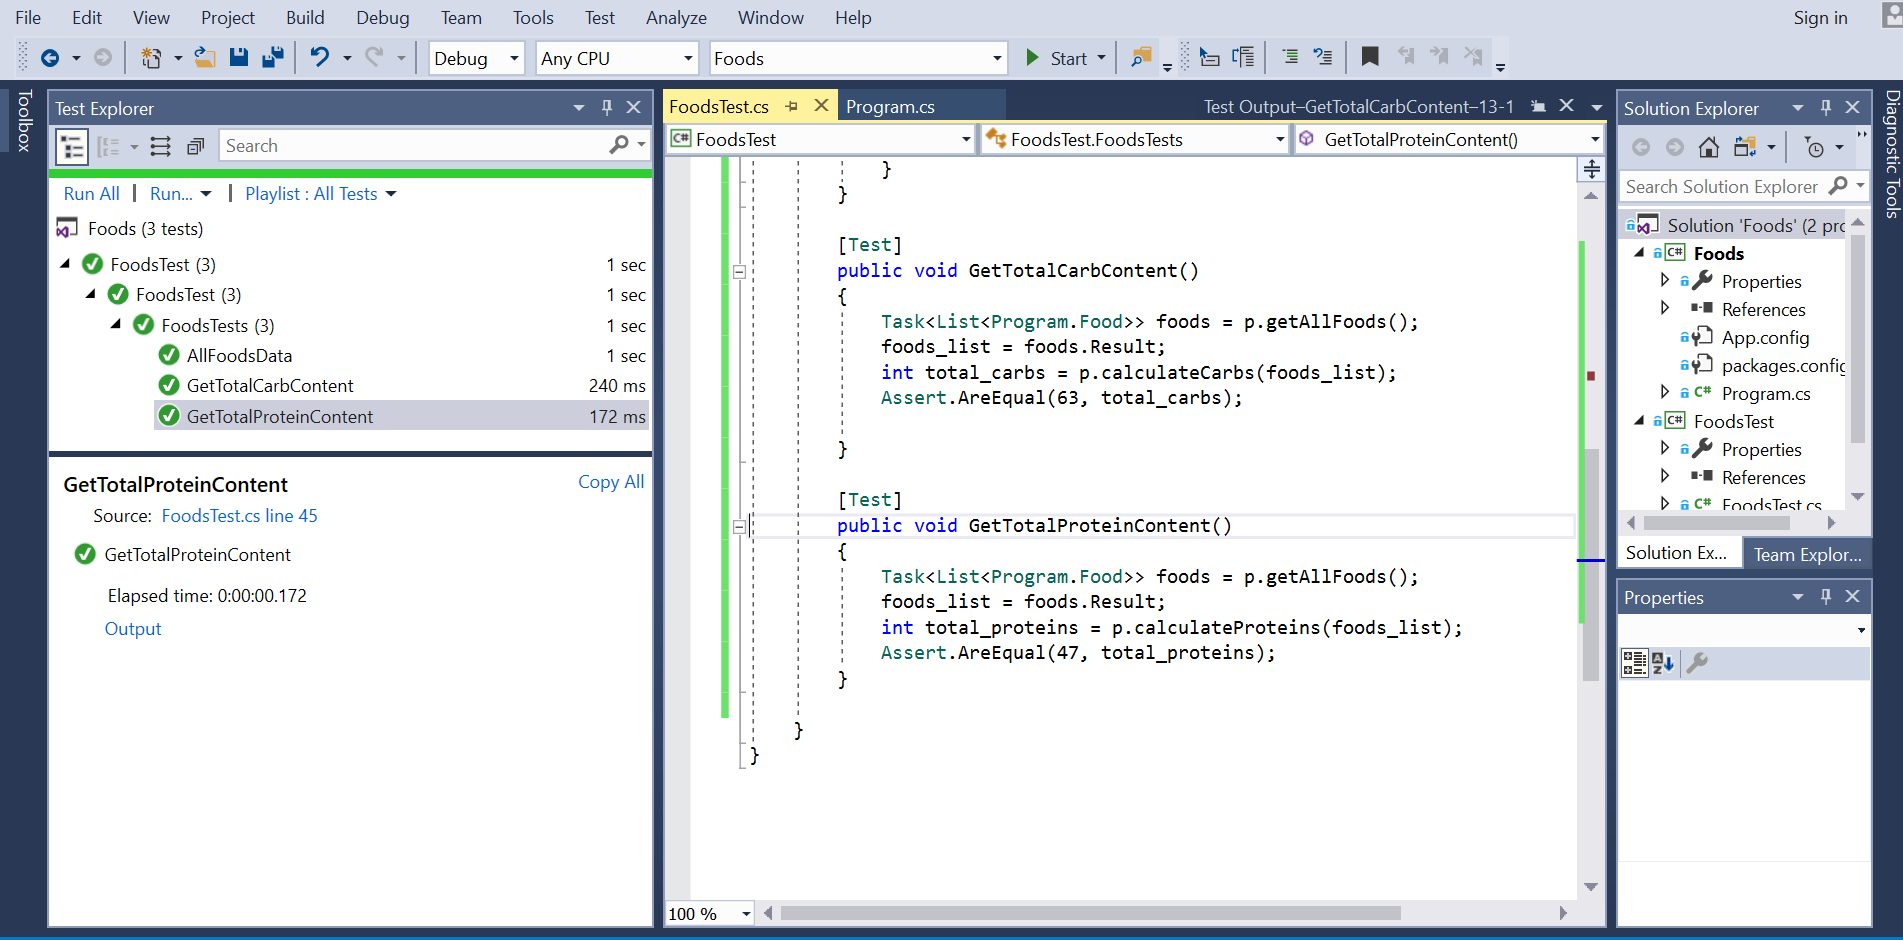 File Edit View Project Build Debug Team Tools Test Analyze Window Help Sign in
Debug Any CPU Foods Start
Toolbox
Test Explorer
Search
Run All | Run... | Playlist : All Tests
Foods (3 tests)
FoodsTest (3) 1 sec
FoodsTest (3) 1 sec
FoodsTests (3) 1 sec
AllFoodsData 1 sec
GetTotalCarbContent 240 ms
GetTotalProteinContent 172 ms
GetTotalProteinContent Copy All
Source: FoodsTest.cs line 45
GetTotalProteinContent
Elapsed time: 0:00:00.172
Output
FoodsTest.cs Program.cs Test Output–GetTotalCarbContent–13-1
C# FoodsTest FoodsTest.FoodsTests GetTotalProteinContent()
}
}
[Test]
public void GetTotalCarbContent()
{
Task<List<Program.Food>> foods = p.getAllFoods();
foods_list = foods.Result;
int total_carbs = p.calculateCarbs(foods_list);
Assert.AreEqual(63, total_carbs);
}
[Test]
public void GetTotalProteinContent()
{
Task<List<Program.Food>> foods = p.getAllFoods();
foods_list = foods.Result;
int total_proteins = p.calculateProteins(foods_list);
Assert.AreEqual(47, total_proteins);
}
}
}
100 %
Solution Explorer
Search Solution Explorer
Solution 'Foods' (2 prc
C# Foods
Properties
References
App.config
packages.config
C# Program.cs
C# FoodsTest
Properties
References
C# FoodsTest.cs
Solution Ex... Team Explor...
Properties
Diagnostic Tools